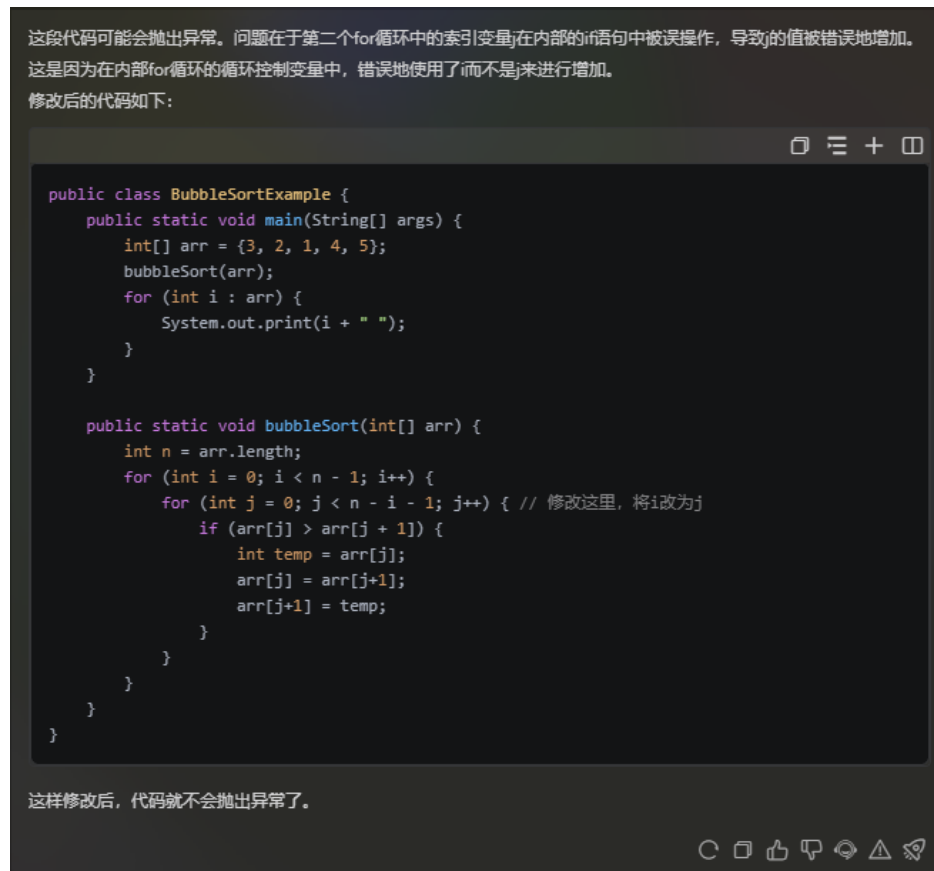 这段代码可能会抛出异常。问题在于第二个for循环中的索引变量j在内部的if语句中被误操作，导致j的值被错误地增加。
这是因为在内部for循环的循环控制变量中，错误地使用了i而不是j来进行增加。
修改后的代码如下：
public class BubbleSortExample {
    public static void main(String[] args) {
        int[] arr = {3, 2, 1, 4, 5};
        bubbleSort(arr);
        for (int i : arr) {
            System.out.print(i + " ");
        }
    }

    public static void bubbleSort(int[] arr) {
        int n = arr.length;
        for (int i = 0; i < n - 1; i++) {
            for (int j = 0; j < n - i - 1; j++) { // 修改这里，将i改为j
                if (arr[j] > arr[j + 1]) {
                    int temp = arr[j];
                    arr[j] = arr[j+1];
                    arr[j+1] = temp;
                }
            }
        }
    }
}
这样修改后，代码就不会抛出异常了。